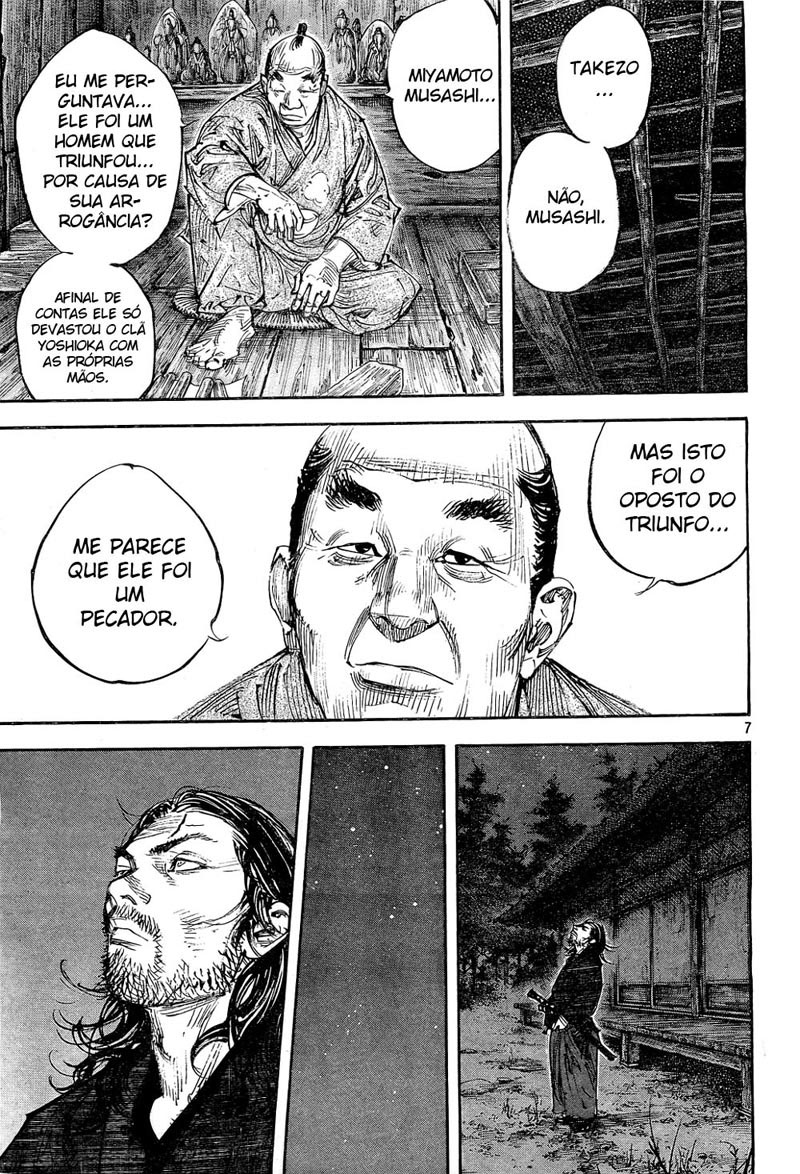 TAKEZO
...
NÃO,
MUSASHI.
MIYAMOTO
MUSASHI...
EU ME PER-
GUNTAVA...
ELE FOI UM
HOMEM QUE
TRIUNFOU...
POR CAUSA DE
SUA AR-
ROGÂNCIA?
AFINAL DE
CONTAS ELE SÓ
DEVASTOU O CLÃ
YOSHIOKA COM
AS PRÓPRIAS
MÃOS.
MAS ISTO
FOI O
OPOSTO DO
TRIUNFO...
ME PARECE
QUE ELE FOI
UM
PECADOR.
7